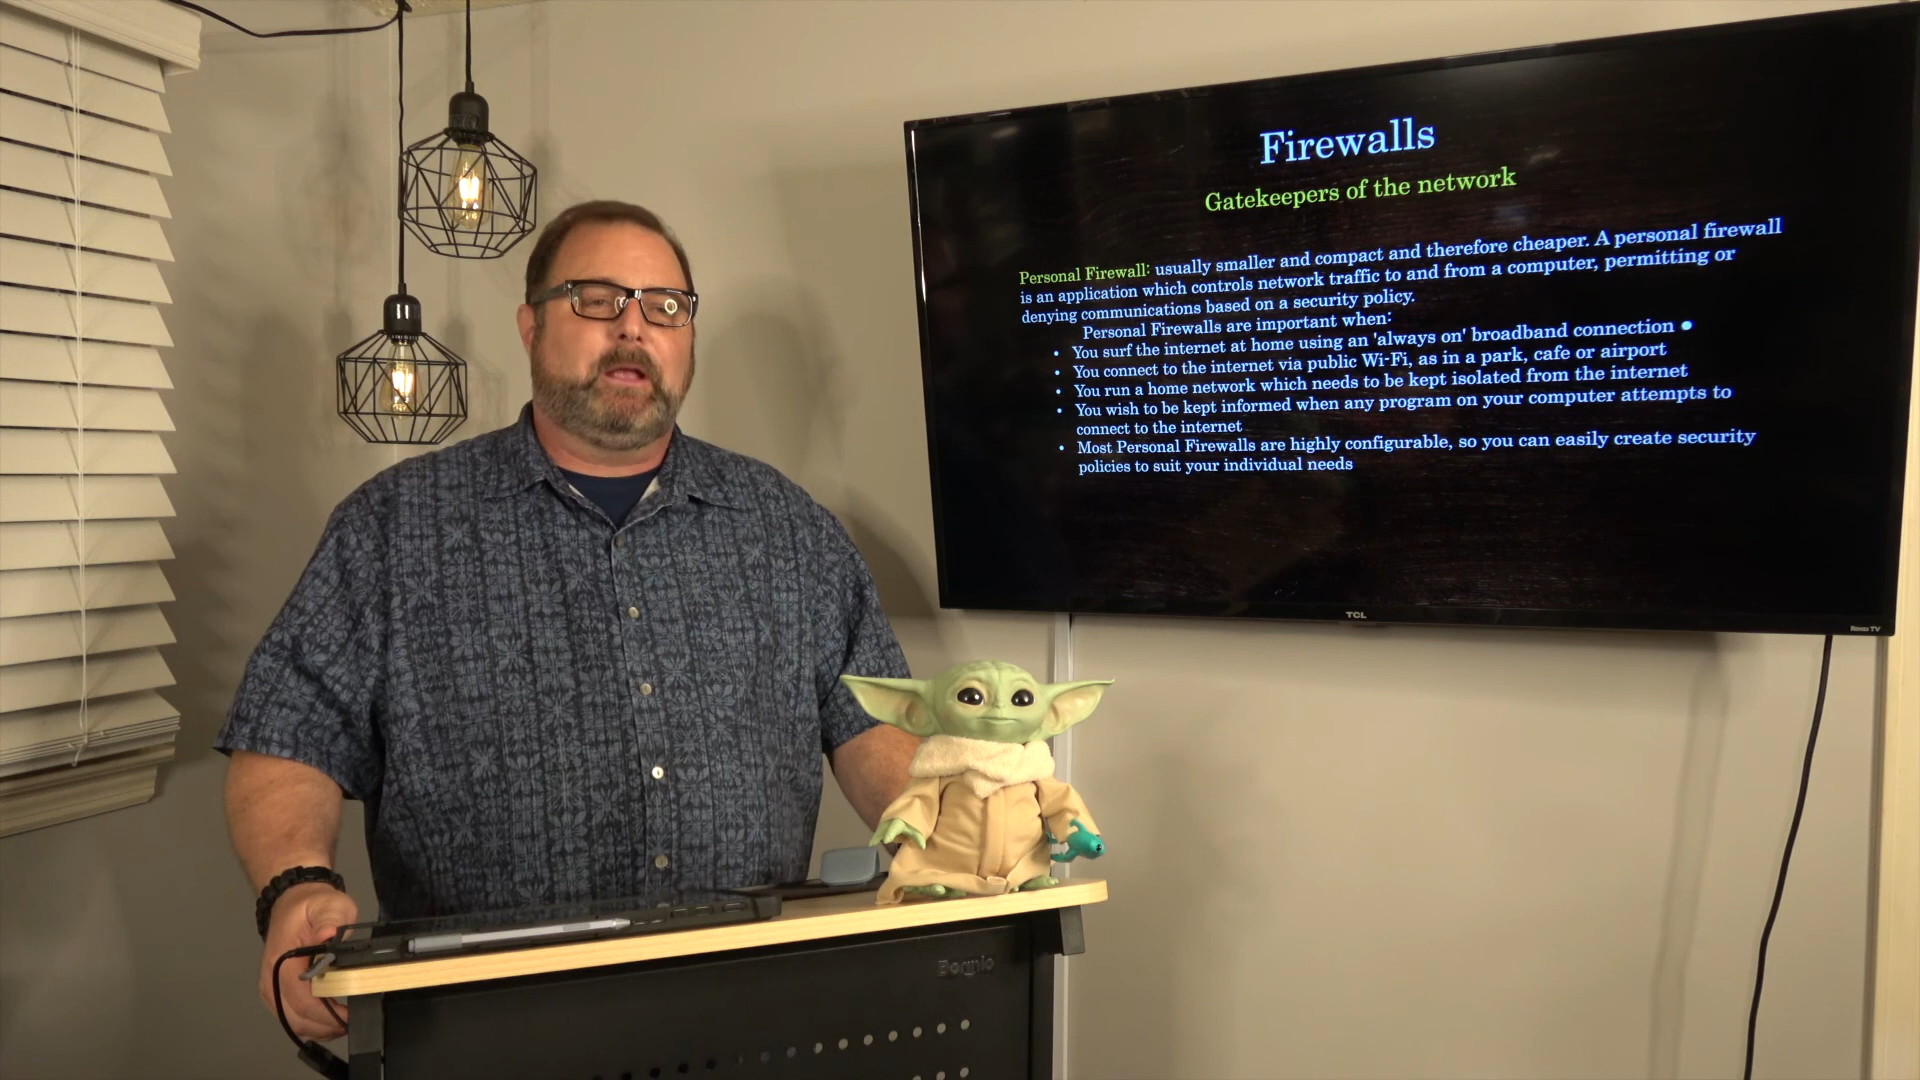 Firewalls
Gatekeepers of the network
Personal Firewall: usually smaller and compact and therefore cheaper. A personal firewall
is an application which controls network traffic to and from a computer, permitting or
denying communications based on a security policy.
Personal Firewalls are important when:
• You surf the internet at home using an 'always on' broadband connection ●
• You connect to the internet via public Wi-Fi, as in a park, cafe or airport
• You run a home network which needs to be kept isolated from the internet
• You wish to be kept informed when any program on your computer attempts to
connect to the internet
• Most Personal Firewalls are highly configurable, so you can easily create security
policies to suit your individual needs
TCL
Roku TV